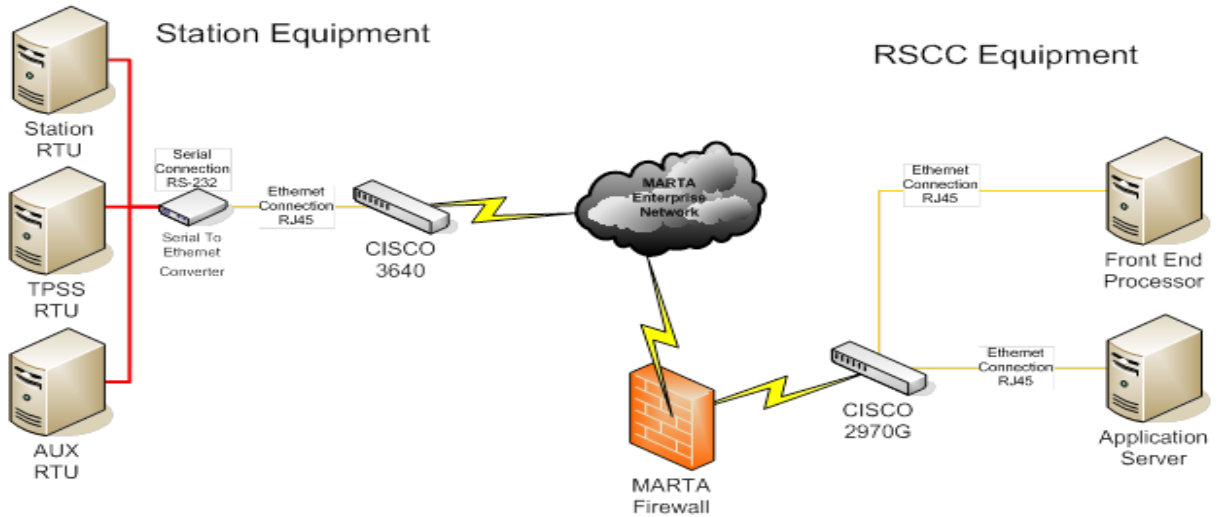 Station Equipment
RSCC Equipment
Station
RTU
Serial
Connection
RS-232
Ethernet
Connection
RJ45
Serial To
Ethernet
Converter
TPSS
RTU
AUX
RTU
CISCO
3640
MARTA
Enterprise
Network
MARTA
Firewall
CISCO
2970G
Ethernet
Connection
RJ45
Front End
Processor
Ethernet
Connection
RJ45
Application
Server